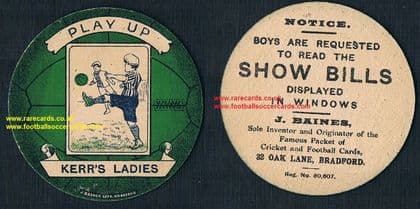 PLAY UP
www.rarecards.co.uk
www.footballsoccercards.com
KERR'S LADIES
NOTICE.
BOYS ARE REQUESTED
TO READ THE
SHOW BILLS
DISPLAYED
IN WINDOWS
www.rarecards.co.uk
www.footballsoccercards.com
J. BAINES,
Sole Inventor and Originater of the
Famous Packet of
Cricket and Football Cards,
32 OAK LANE, BRADFORD.
Reg. No. 80,607.